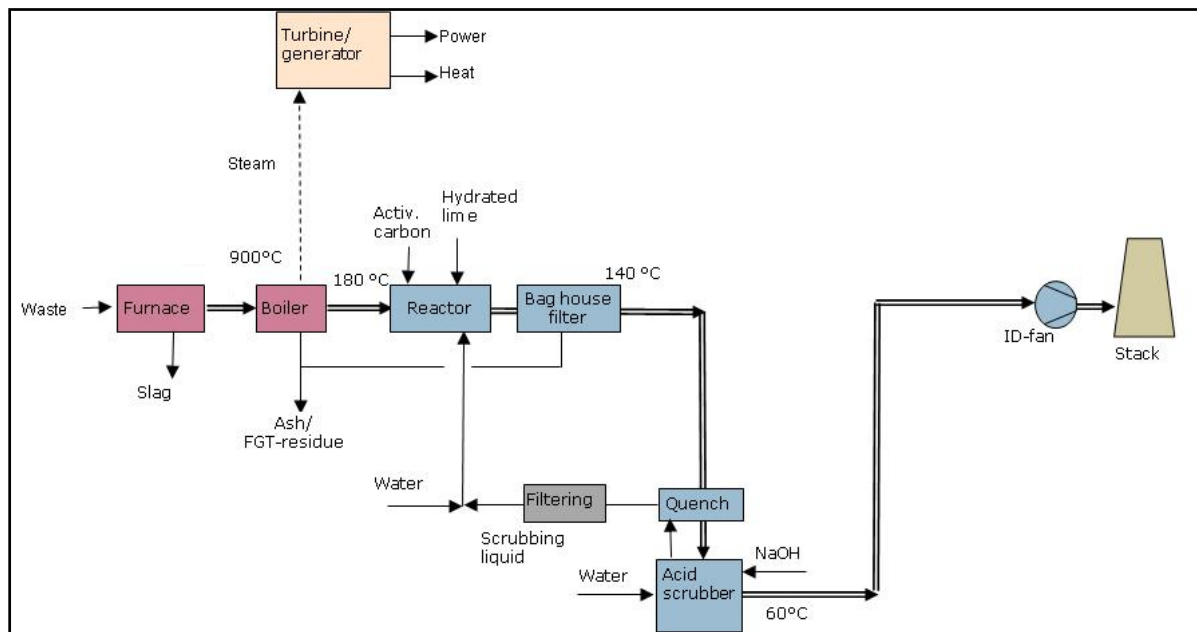 Turbine/
generator
Power
Heat
Steam
Activ.
carbon
Hydrated
lime
900°C
180 °C
140 °C
Waste
Furnace
Boiler
Reactor
Bag house
filter
ID-fan
Stack
Slag
Ash/
FGT-residue
Water
Filtering
Quench
Scrubbing
liquid
NaOH
Water
Acid
scrubber
60°C